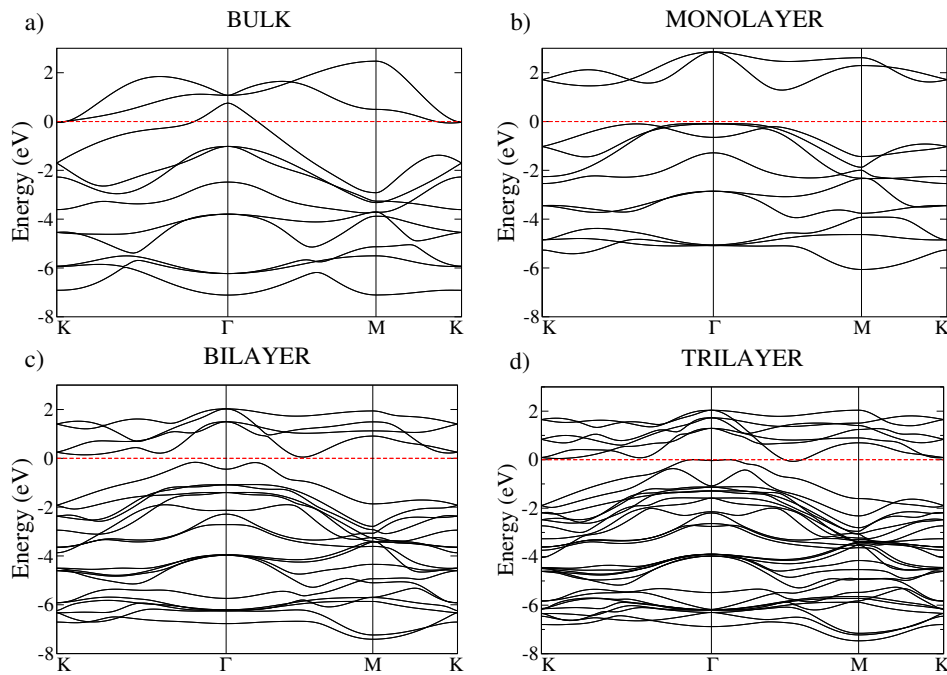 a) BULK
2
0
-2
-4
-6
-8
Energy (eV)
K Γ M K
b) MONOLAYER
2
0
-2
-4
-6
-8
Energy (eV)
K Γ M K
c) BILAYER
2
0
-2
-4
-6
-8
Energy (eV)
K Γ M K
d) TRILAYER
2
0
-2
-4
-6
-8
Energy (eV)
K Γ M K